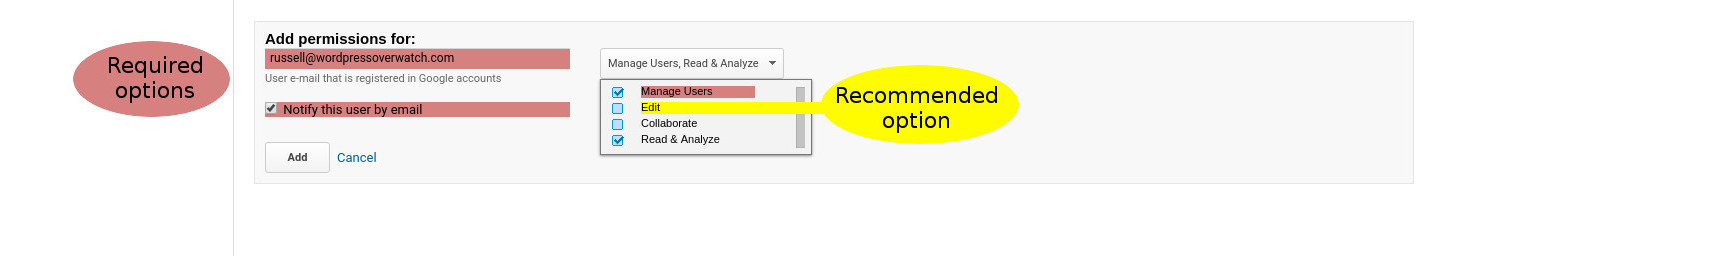 Required
options
Add permissions for:
russell@wordpressoverwatch.com
User e-mail that is registered in Google accounts
Notify this user by email
Add Cancel
Manage Users, Read & Analyze
Manage Users
Edit
Collaborate
Read & Analyze
Recommended
option